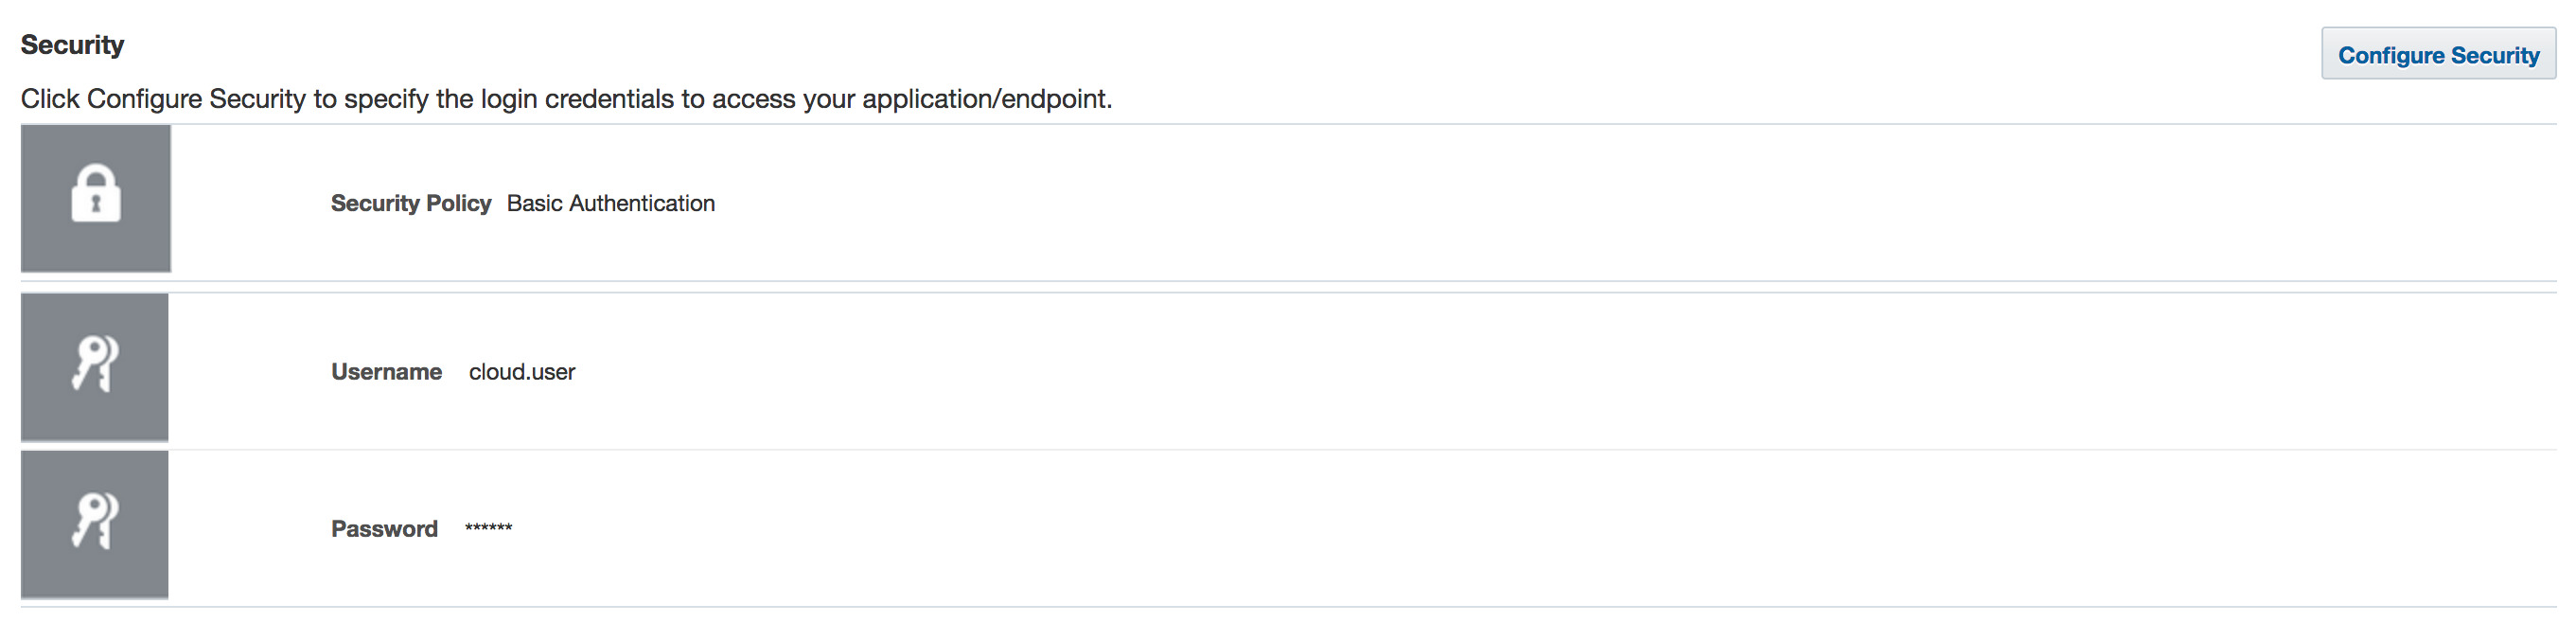 Security
Configure Security
Click Configure Security to specify the login credentials to access your application/endpoint.
Security Policy Basic Authentication
Username cloud.user
Password ******